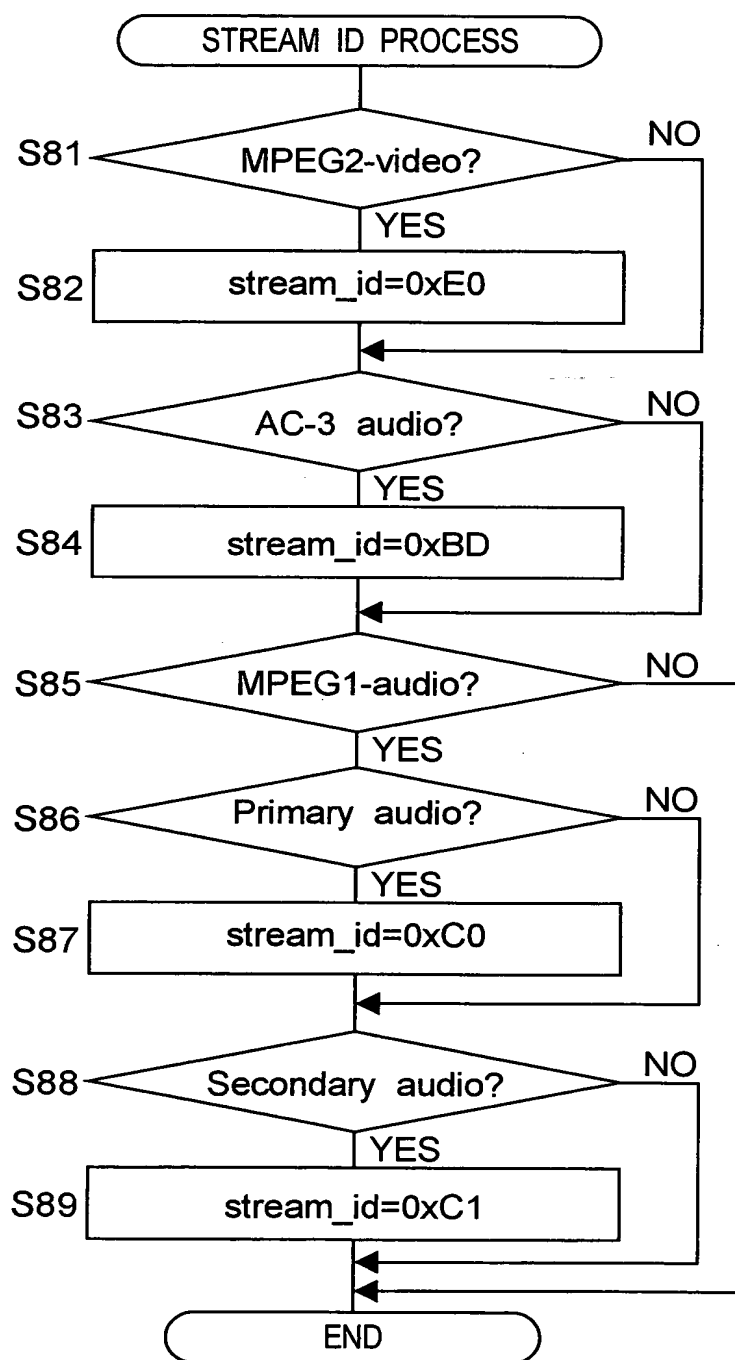 STREAM ID PROCESS
S81
MPEG2-video?
NO
YES
S82
stream_id=0xE0
S83
AC-3 audio?
NO
YES
S84
stream_id=0xBD
S85
MPEG1-audio?
NO
YES
S86
Primary audio?
NO
YES
S87
stream_id=0xC0
S88
Secondary audio?
NO
YES
S89
stream_id=0xC1
END